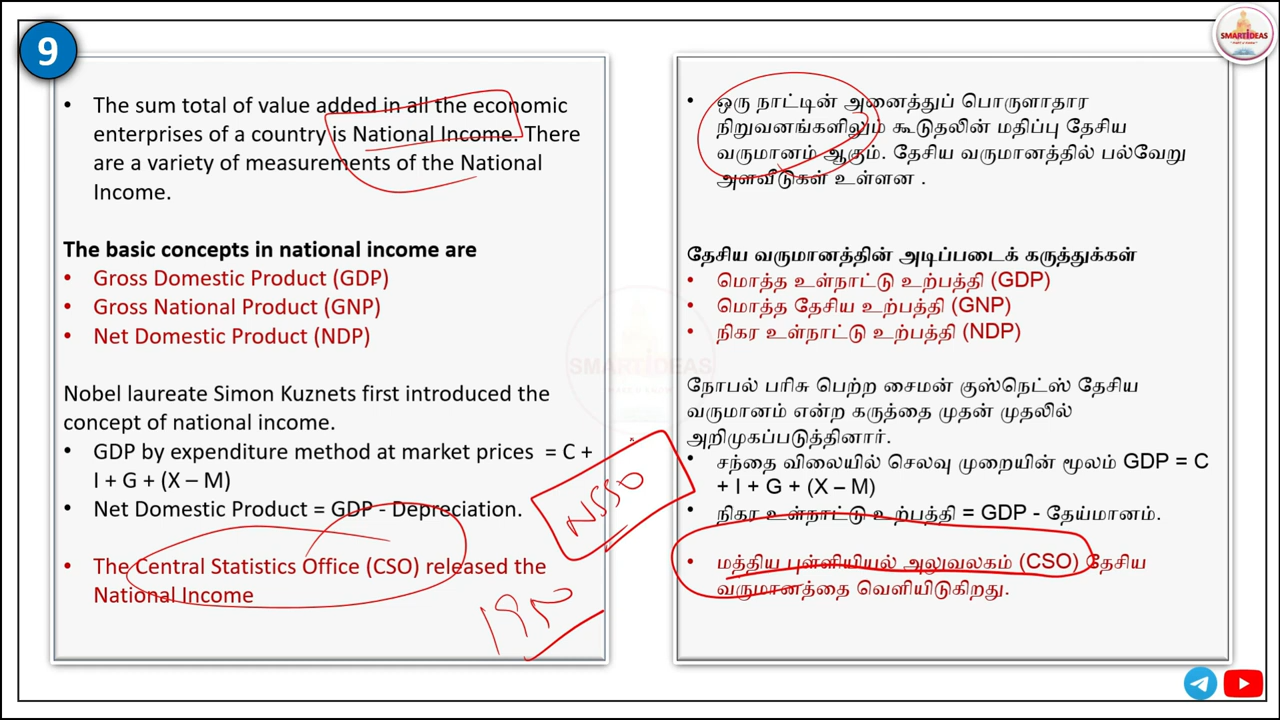 9
SMARTIDEAS
• The sum total of value added in all the economic
enterprises of a country is National Income. There
are a variety of measurements of the National
Income.
The basic concepts in national income are
• Gross Domestic Product (GDP)
• Gross National Product (GNP)
• Net Domestic Product (NDP)
Nobel laureate Simon Kuznets first introduced the
concept of national income.
• GDP by expenditure method at market prices = C +
I + G + (X – M)
• Net Domestic Product = GDP - Depreciation.
• The Central Statistics Office (CSO) released the
National Income
NSSO
1950
SMARTIDEAS
• ஒரு நாட்டின் அனைத்துப் பொருளாதார
நிறுவனங்களிலும் கூடுதலின் மதிப்பு தேசிய
வருமானம் ஆகும். தேசிய வருமானத்தில் பல்வேறு
அளவீடுகள் உள்ளன .
தேசிய வருமானத்தின் அடிப்படைக் கருத்துக்கள்
• மொத்த உள்நாட்டு உற்பத்தி (GDP)
• மொத்த தேசிய உற்பத்தி (GNP)
• நிகர உள்நாட்டு உற்பத்தி (NDP)
நோபல் பரிசு பெற்ற சைமன் குஸ்நெட்ஸ் தேசிய
வருமானம் என்ற கருத்தை முதன் முதலில்
அறிமுகப்படுத்தினார்.
• சந்தை விலையில் செலவு முறையின் மூலம் GDP = C
+ I + G + (X – M)
• நிகர உள்நாட்டு உற்பத்தி = GDP - தேய்மானம்.
• மத்திய புள்ளியியல் அலுவலகம் (CSO) தேசிய
வருமானத்தை வெளியிடுகிறது.